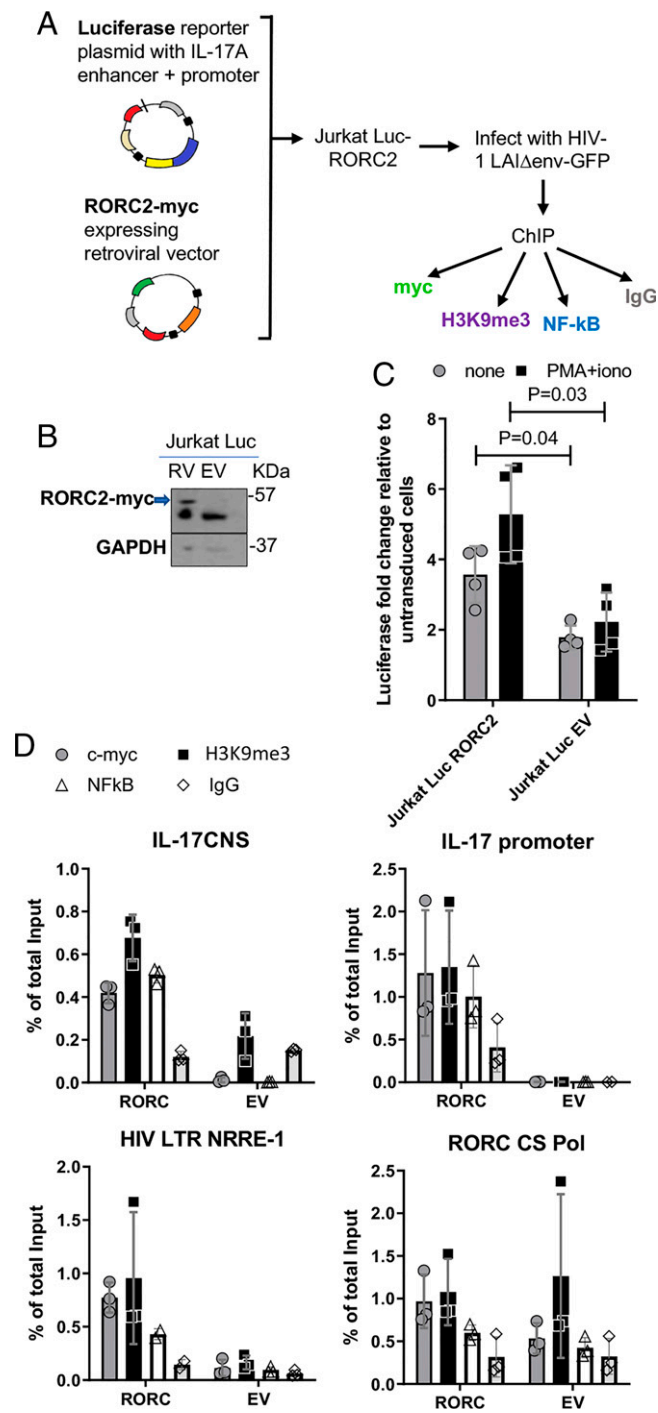 A
Luciferase reporter
plasmid with IL-17A
enhancer + promoter
RORC2-myc
expressing
retroviral vector
Jurkat Luc-
RORC2
Infect with HIV-
1 LAIΔenv-GFP
ChIP
myc
H3K9me3
NF-kB
IgG
B
Jurkat Luc
RV EV KDa
RORC2-myc
-57
GAPDH
-37
C
none PMA+iono
P=0.03
P=0.04
Luciferase fold change relative to
untransduced cells
8
6
4
2
0
Jurkat Luc RORC2
Jurkat Luc EV
D
c-myc H3K9me3
NFkB IgG
IL-17CNS
% of total Input
1.0
0.8
0.6
0.4
0.2
0.0
RORC EV
IL-17 promoter
% of total Input
2.5
2.0
1.5
1.0
0.5
0.0
RORC EV
HIV LTR NRRE-1
% of total Input
2.0
1.5
1.0
0.5
0.0
RORC EV
RORC CS Pol
% of total Input
2.5
2.0
1.5
1.0
0.5
0.0
RORC EV